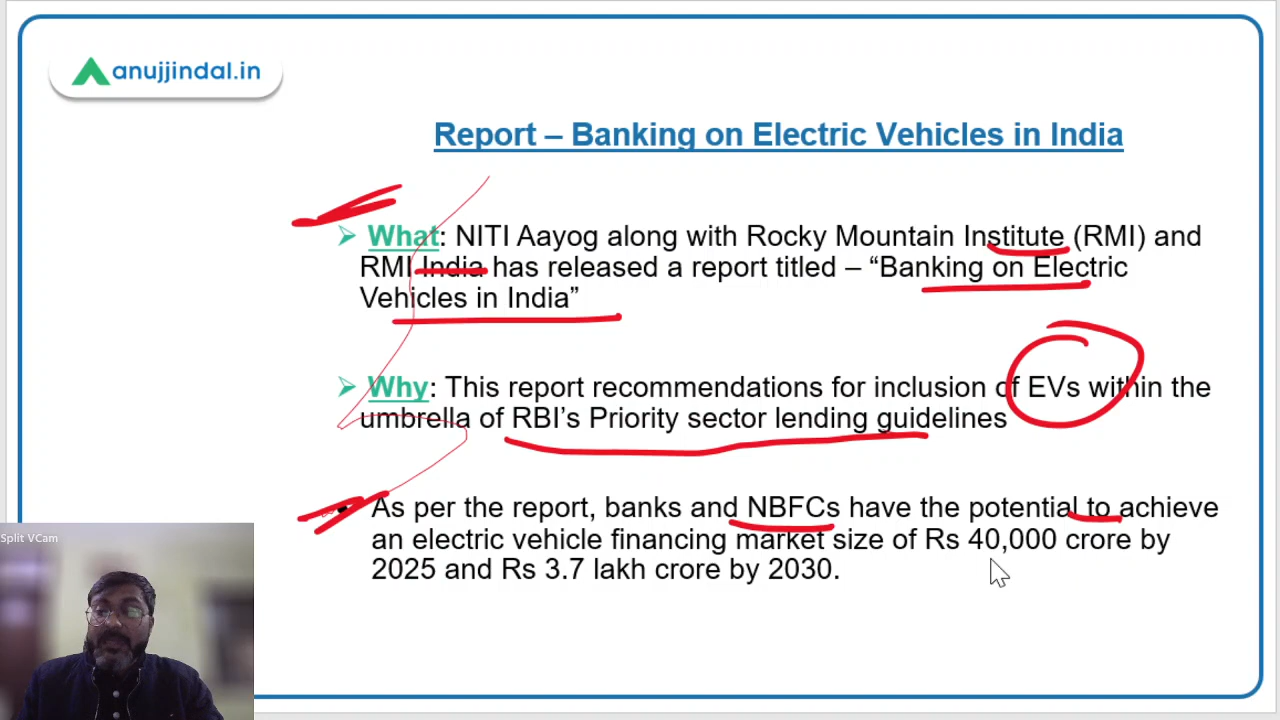 anujjindal.in
Report – Banking on Electric Vehicles in India
What: NITI Aayog along with Rocky Mountain Institute (RMI) and
RMI India has released a report titled – “Banking on Electric
Vehicles in India”
Why: This report recommendations for inclusion of EVs within the
umbrella of RBI’s Priority sector lending guidelines
As per the report, banks and NBFCs have the potential to achieve
an electric vehicle financing market size of Rs 40,000 crore by
2025 and Rs 3.7 lakh crore by 2030.
Split VCam